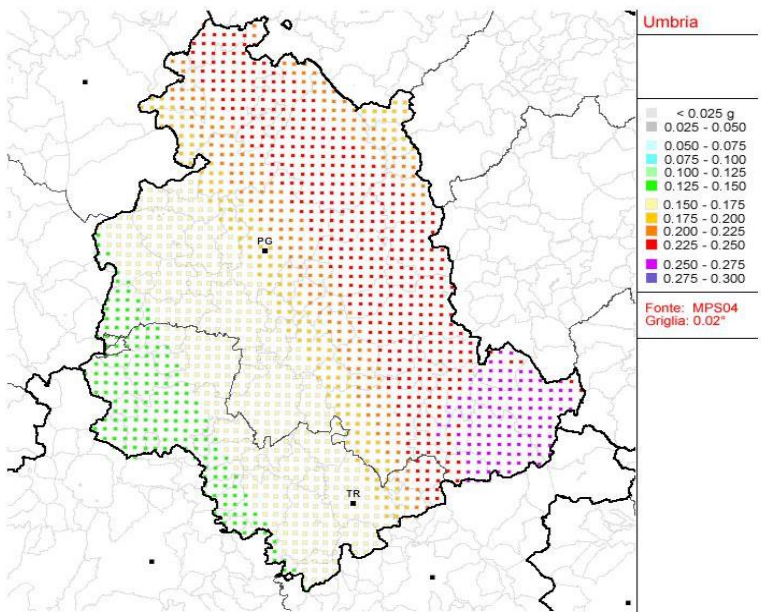 Umbria
< 0.025 g
0.025 - 0.050
0.050 - 0.075
0.075 - 0.100
0.100 - 0.125
0.125 - 0.150
0.150 - 0.175
0.175 - 0.200
0.200 - 0.225
0.225 - 0.250
0.250 - 0.275
0.275 - 0.300
Fonte: MPS04
Griglia: 0.02°
PG
TR